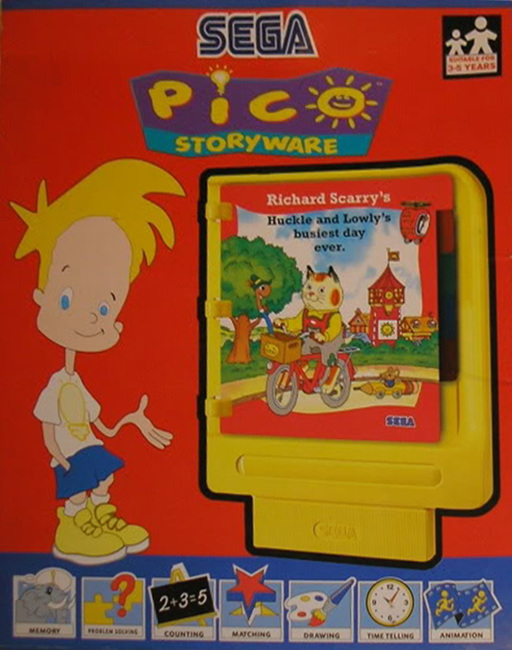 SEGA
SUITABLE FOR
3-5 YEARS
PICO
STORYWARE
Richard Scarry's
Huckle and Lowly's
busiest day
ever.
SEGA
SEGA
2+3=5
MEMORY
PROBLEM SOLVING
COUNTING
MATCHING
DRAWING
TIME TELLING
ANIMATION